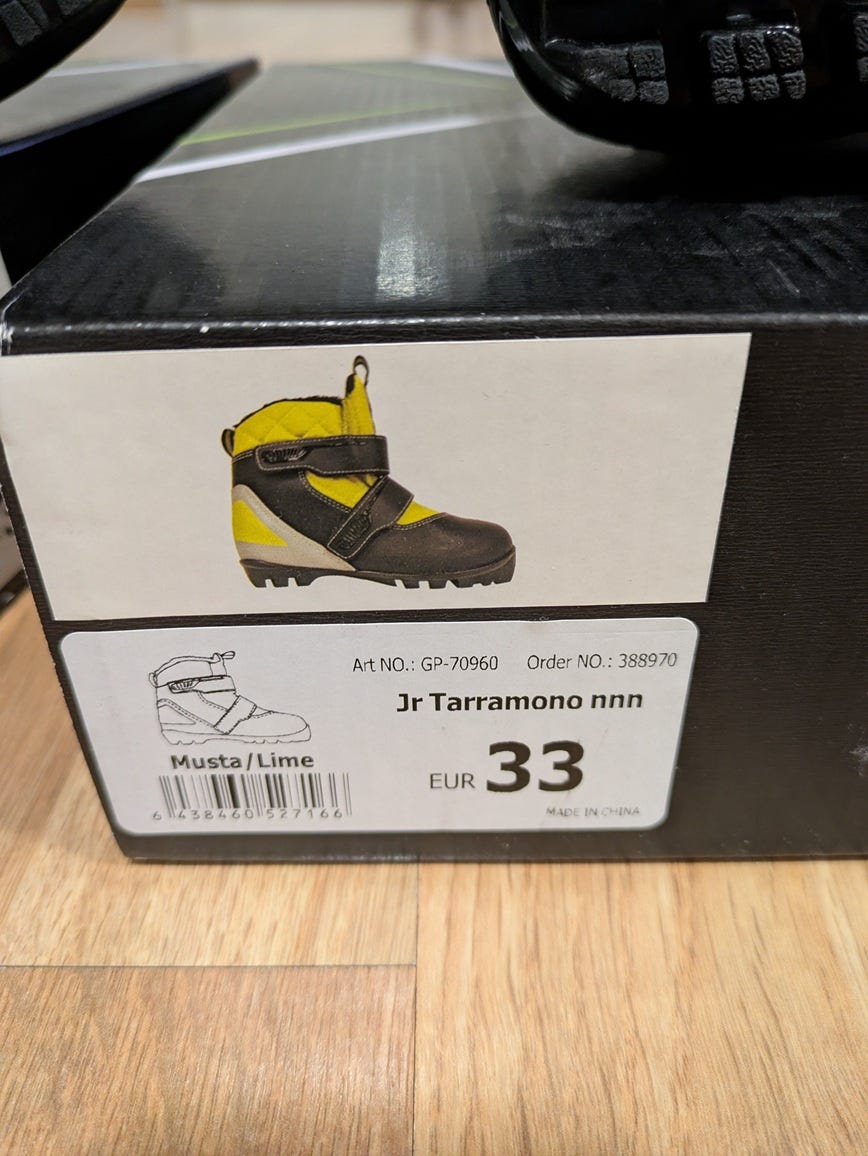 Art NO.: GP-70960 Order NO.: 388970
Jr Tarramono nnn
Musta/Lime
EUR 33
6 438460 527166
MADE IN CHINA